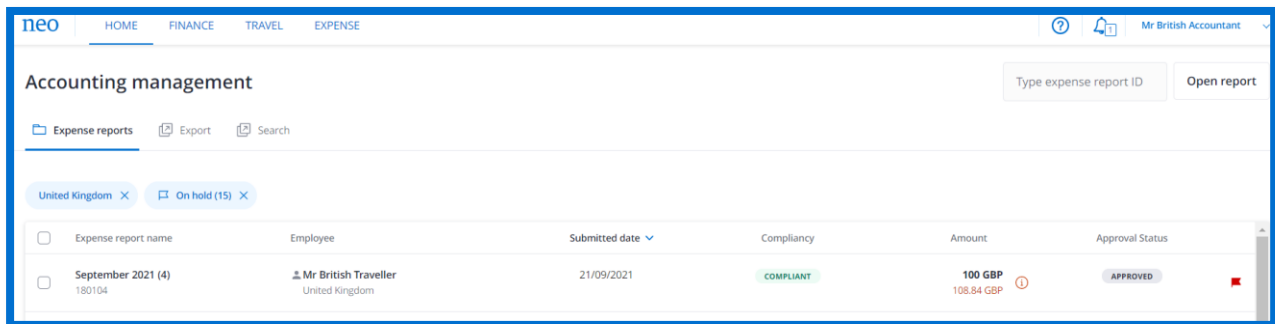 neo HOME FINANCE TRAVEL EXPENSE ? 1 Mr British Accountant
Accounting management Type expense report ID Open report
Expense reports Export Search
United Kingdom × On hold (15) ×
Expense report name Employee Submitted date Compliancy Amount Approval Status
September 2021 (4) Mr British Traveller 21/09/2021 COMPLIANT 100 GBP APPROVED
180104 United Kingdom 108.84 GBP